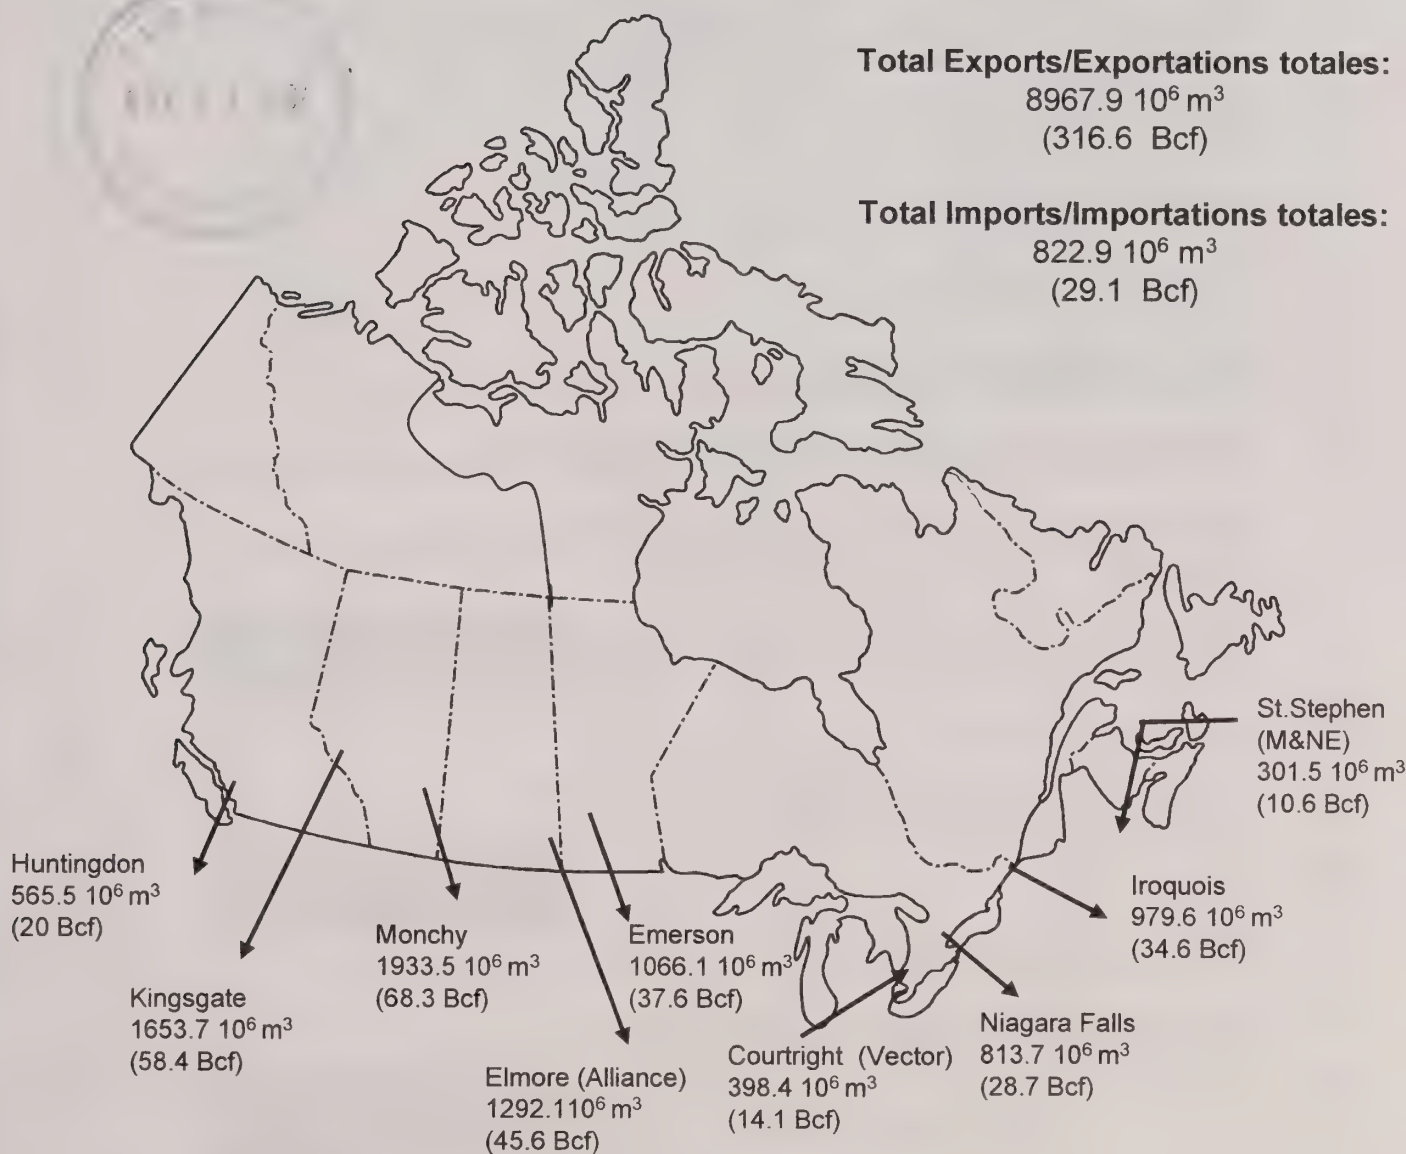 Total Exports/Exportations totales:
8967.9 10⁶ m³
(316.6 Bcf)
Total Imports/Importations totales:
822.9 10⁶ m³
(29.1 Bcf)
St.Stephen
(M&NE)
301.5 10⁶ m³
(10.6 Bcf)
Huntingdon
565.5 10⁶ m³
(20 Bcf)
Iroquois
979.6 10⁶ m³
(34.6 Bcf)
Monchy
1933.5 10⁶ m³
(68.3 Bcf)
Emerson
1066.1 10⁶ m³
(37.6 Bcf)
Kingsgate
1653.7 10⁶ m³
(58.4 Bcf)
Niagara Falls
813.7 10⁶ m³
(28.7 Bcf)
Courtright (Vector)
398.4 10⁶ m³
(14.1 Bcf)
Elmore (Alliance)
1292.110⁶ m³
(45.6 Bcf)